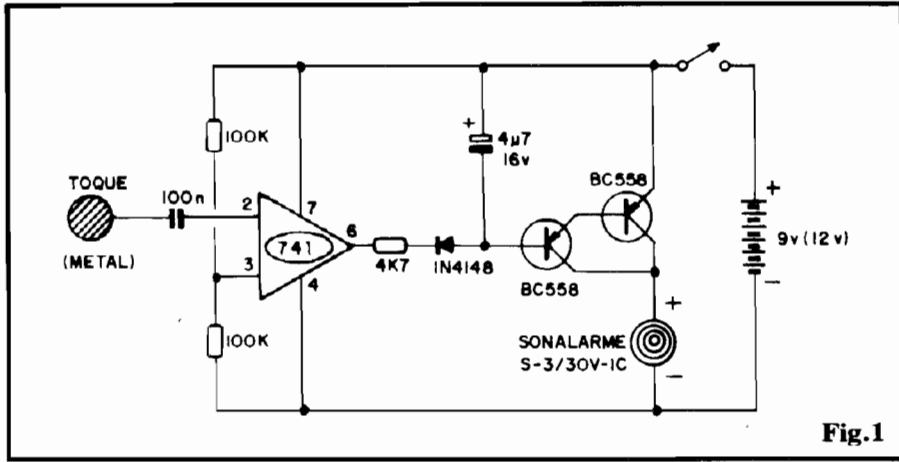 100K
TOQUE
(METAL)
100n
2
3
7
4
6
741
100K
4K7
1N4148
+
4µ7
16v
BC558
BC558
+
SONALARME
S-3/30V-1C
-
+
9v (12v)
-
Fig.1